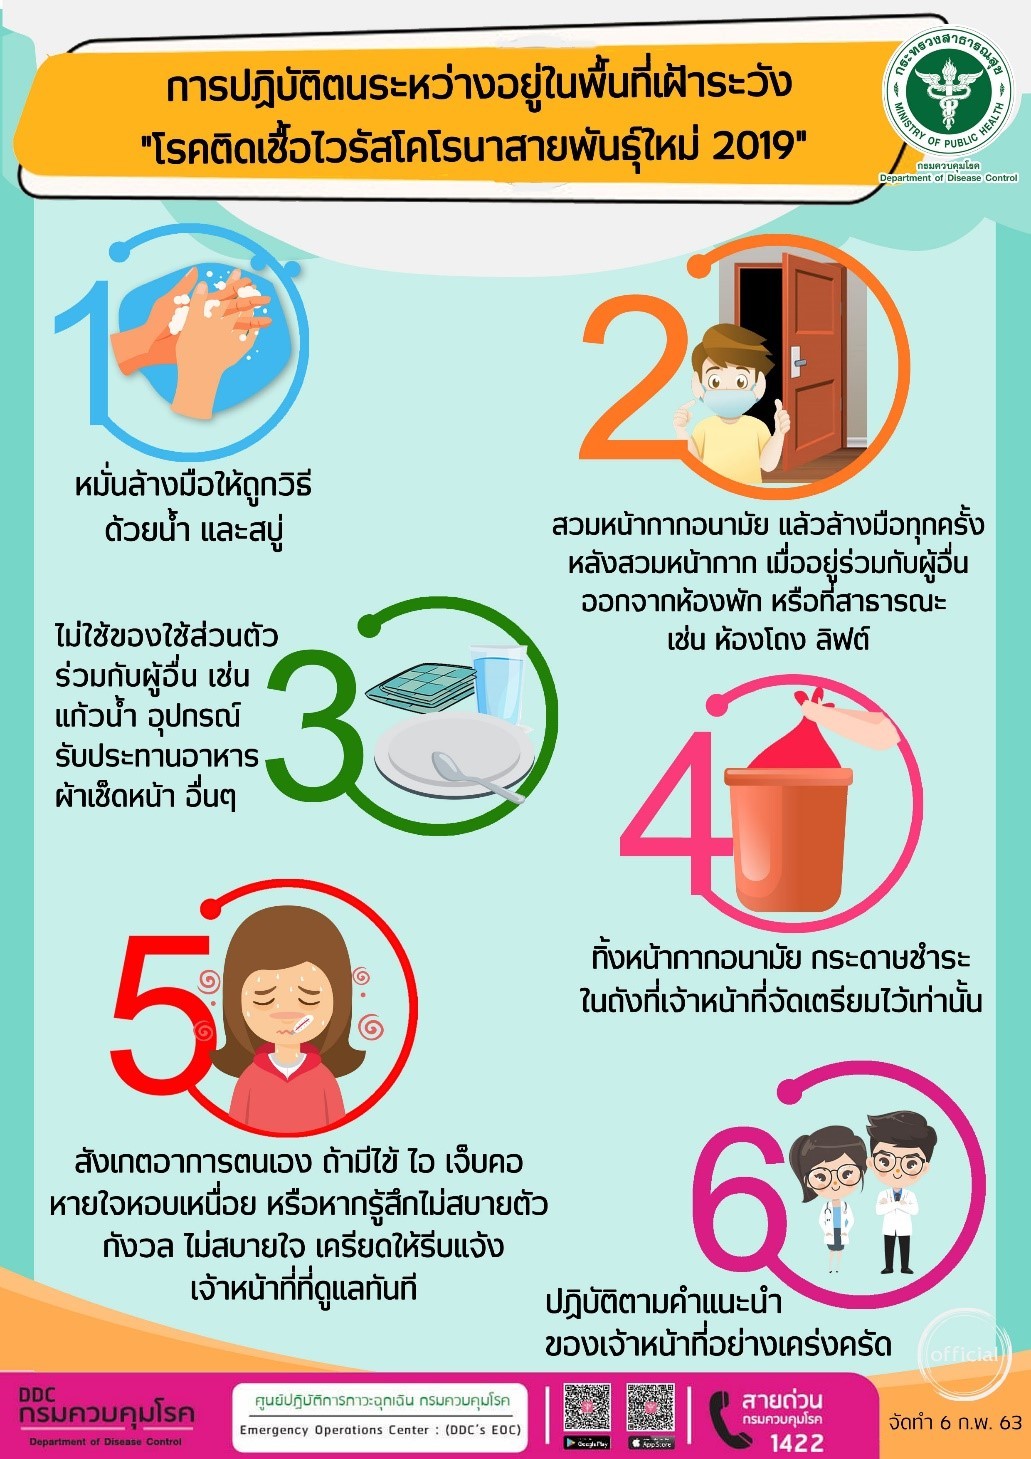 การปฏิบัติตนระหว่างอยู่ในพื้นที่เฝ้าระวัง
"โรคติดเชื้อไวรัสโคโรนาสายพันธุ์ใหม่ 2019"
กระทรวงสาธารณสุข
MINISTRY OF PUBLIC HEALTH
กรมควบคุมโรค
Department of Disease Control
1
หมั่นล้างมือให้ถูกวิธี
ด้วยน้ำ และสบู่
2
สวมหน้ากากอนามัย แล้วล้างมือทุกครั้ง
หลังสวมหน้ากาก เมื่ออยู่ร่วมกับผู้อื่น
ออกจากห้องพัก หรือที่สาธารณะ
เช่น ห้องโถง ลิฟต์
3
ไม่ใช้ของใช้ส่วนตัว
ร่วมกับผู้อื่น เช่น
แก้วน้ำ อุปกรณ์
รับประทานอาหาร
ผ้าเช็ดหน้า อื่นๆ
4
ทิ้งหน้ากากอนามัย กระดาษชำระ
ในถังที่เจ้าหน้าที่จัดเตรียมไว้เท่านั้น
5
สังเกตอาการตนเอง ถ้ามีไข้ ไอ เจ็บคอ
หายใจหอบเหนื่อย หรือหากรู้สึกไม่สบายตัว
กังวล ไม่สบายใจ เครียดให้รีบแจ้ง
เจ้าหน้าที่ที่ดูแลทันที
6
ปฏิบัติตามคำแนะนำ
ของเจ้าหน้าที่อย่างเคร่งครัด
official
DDC
กรมควบคุมโรค
Department of Disease Control
ศูนย์ปฏิบัติการภาวะฉุกเฉิน กรมควบคุมโรค
Emergency Operations Center : (DDC's EOC)
Google Play
App Store
สายด่วน
กรมควบคุมโรค
1422
จัดทำ 6 ก.พ. 63